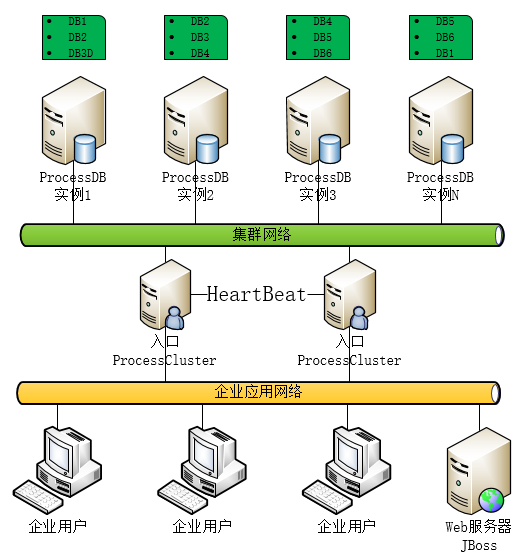 DB1
DB2
DB3D
DB2
DB3
DB4
DB4
DB5
DB6
DB5
DB6
DB1
ProcessDB
实例1
ProcessDB
实例2
ProcessDB
实例3
ProcessDB
实例N
集群网络
HeartBeat
入口
ProcessCluster
入口
ProcessCluster
企业应用网络
企业用户
企业用户
企业用户
Web服务器
JBoss